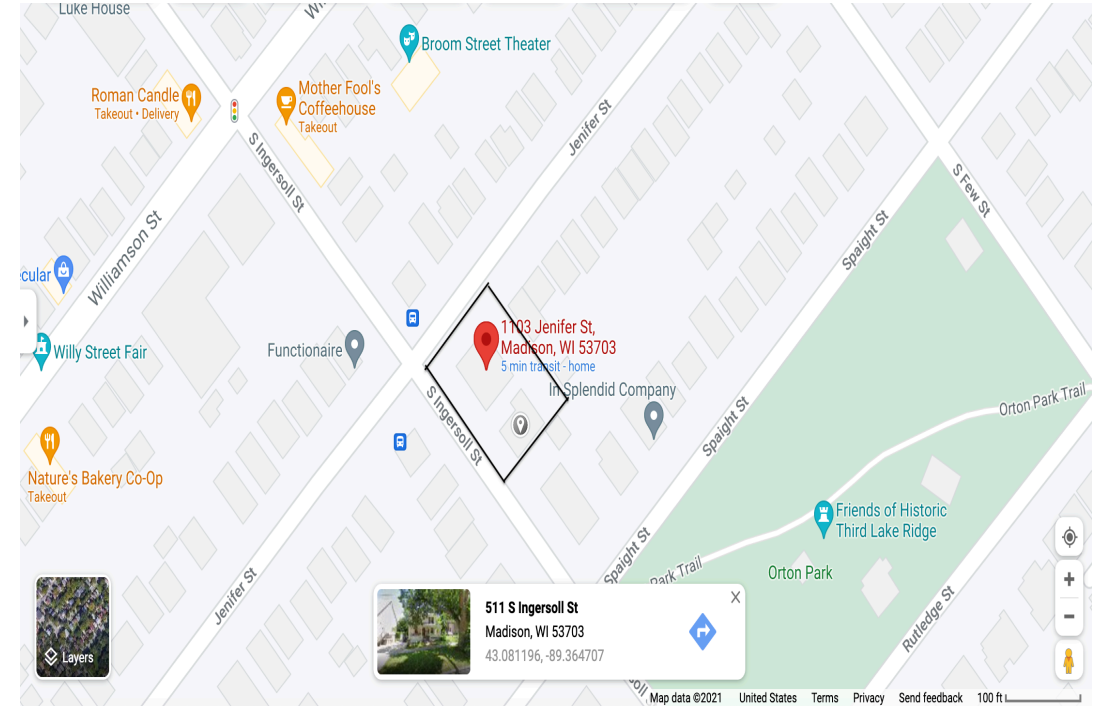 Luke House
Broom Street Theater
Roman Candle
Takeout • Delivery
Mother Fool's
Coffeehouse
Takeout
Jenifer St
S Ingersoll St
S Few St
Williamson St
Spaight St
cular
Willy Street Fair
Functionaire
1103 Jenifer St,
Madison, WI 53703
5 min transit - home
In Splendid Company
S Ingersoll St
Spaight St
Orton Park Trail
Nature's Bakery Co-Op
Takeout
Friends of Historic
Third Lake Ridge
Spaight St
Park Trail
Orton Park
Jenifer St
Rutledge St
511 S Ingersoll St
Madison, WI 53703
43.081196, -89.364707
X
Layers
Map data ©2021 United States Terms Privacy Send feedback 100 ft